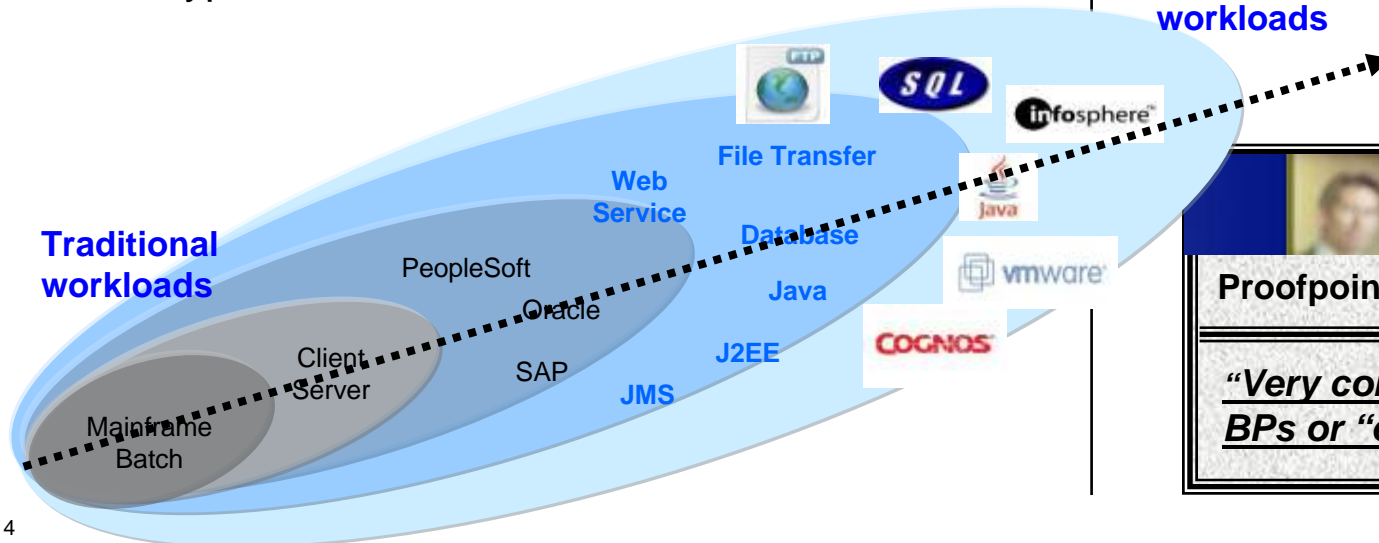 workloads
FTP
SQL
infosphere™
File Transfer
Web
Service
Java
Traditional
workloads
Database
PeopleSoft
vmware
Java
Oracle
COGNOS
Client
Server
SAP
J2EE
JMS
Mainframe
Batch
Proofpoin
"Very co
BPs or "
4